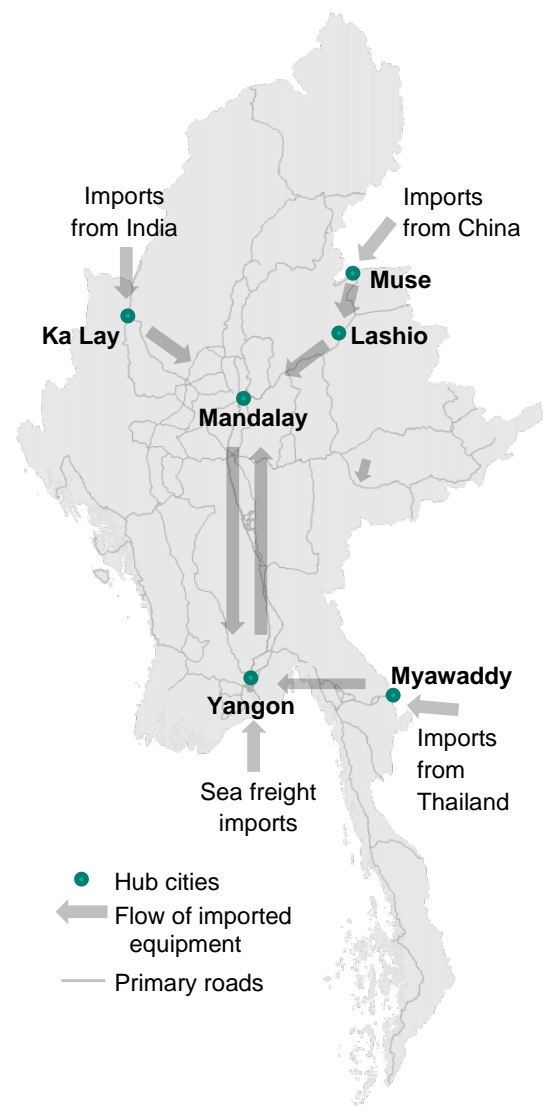 Imports
from India
Imports
from China
Muse
Ka Lay
Lashio
Mandalay
Myawaddy
Yangon
Imports
from
Thailand
Sea freight
imports
Hub cities
Flow of imported
equipment
Primary roads